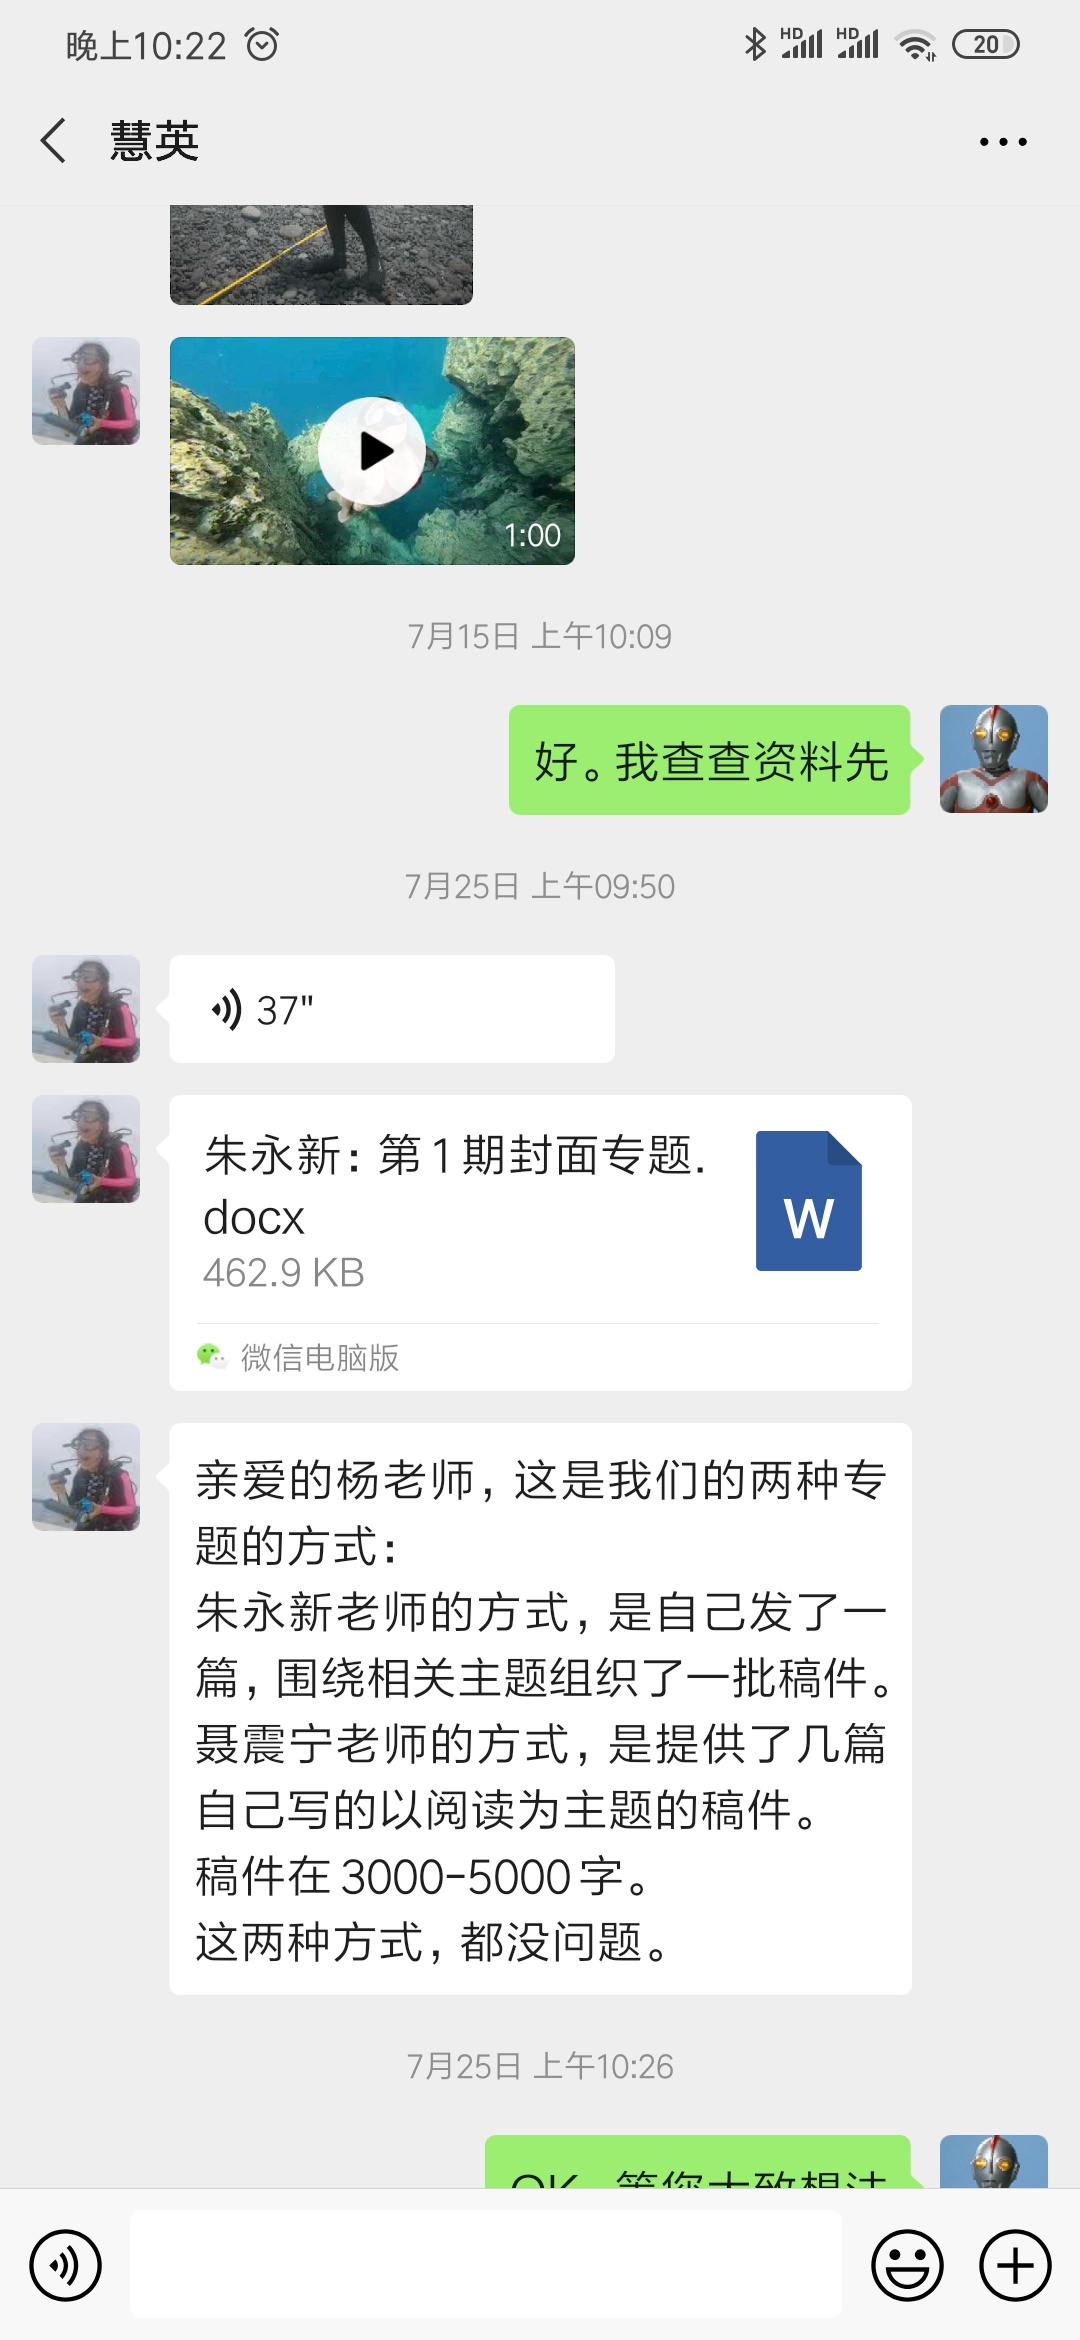 晚上10:22
HD HD 20
慧英
1:00
7月15日 上午10:09
好。我查查资料先
7月25日 上午09:50
37"
朱永新：第1期封面专题.
docx
W
462.9 KB
微信电脑版
亲爱的杨老师，这是我们的两种专
题的方式：
朱永新老师的方式，是自己发了一
篇，围绕相关主题组织了一批稿件。
聂震宁老师的方式，是提供了几篇
自己写的以阅读为主题的稿件。
稿件在3000-5000字。
这两种方式，都没问题。
7月25日 上午10:26
OK